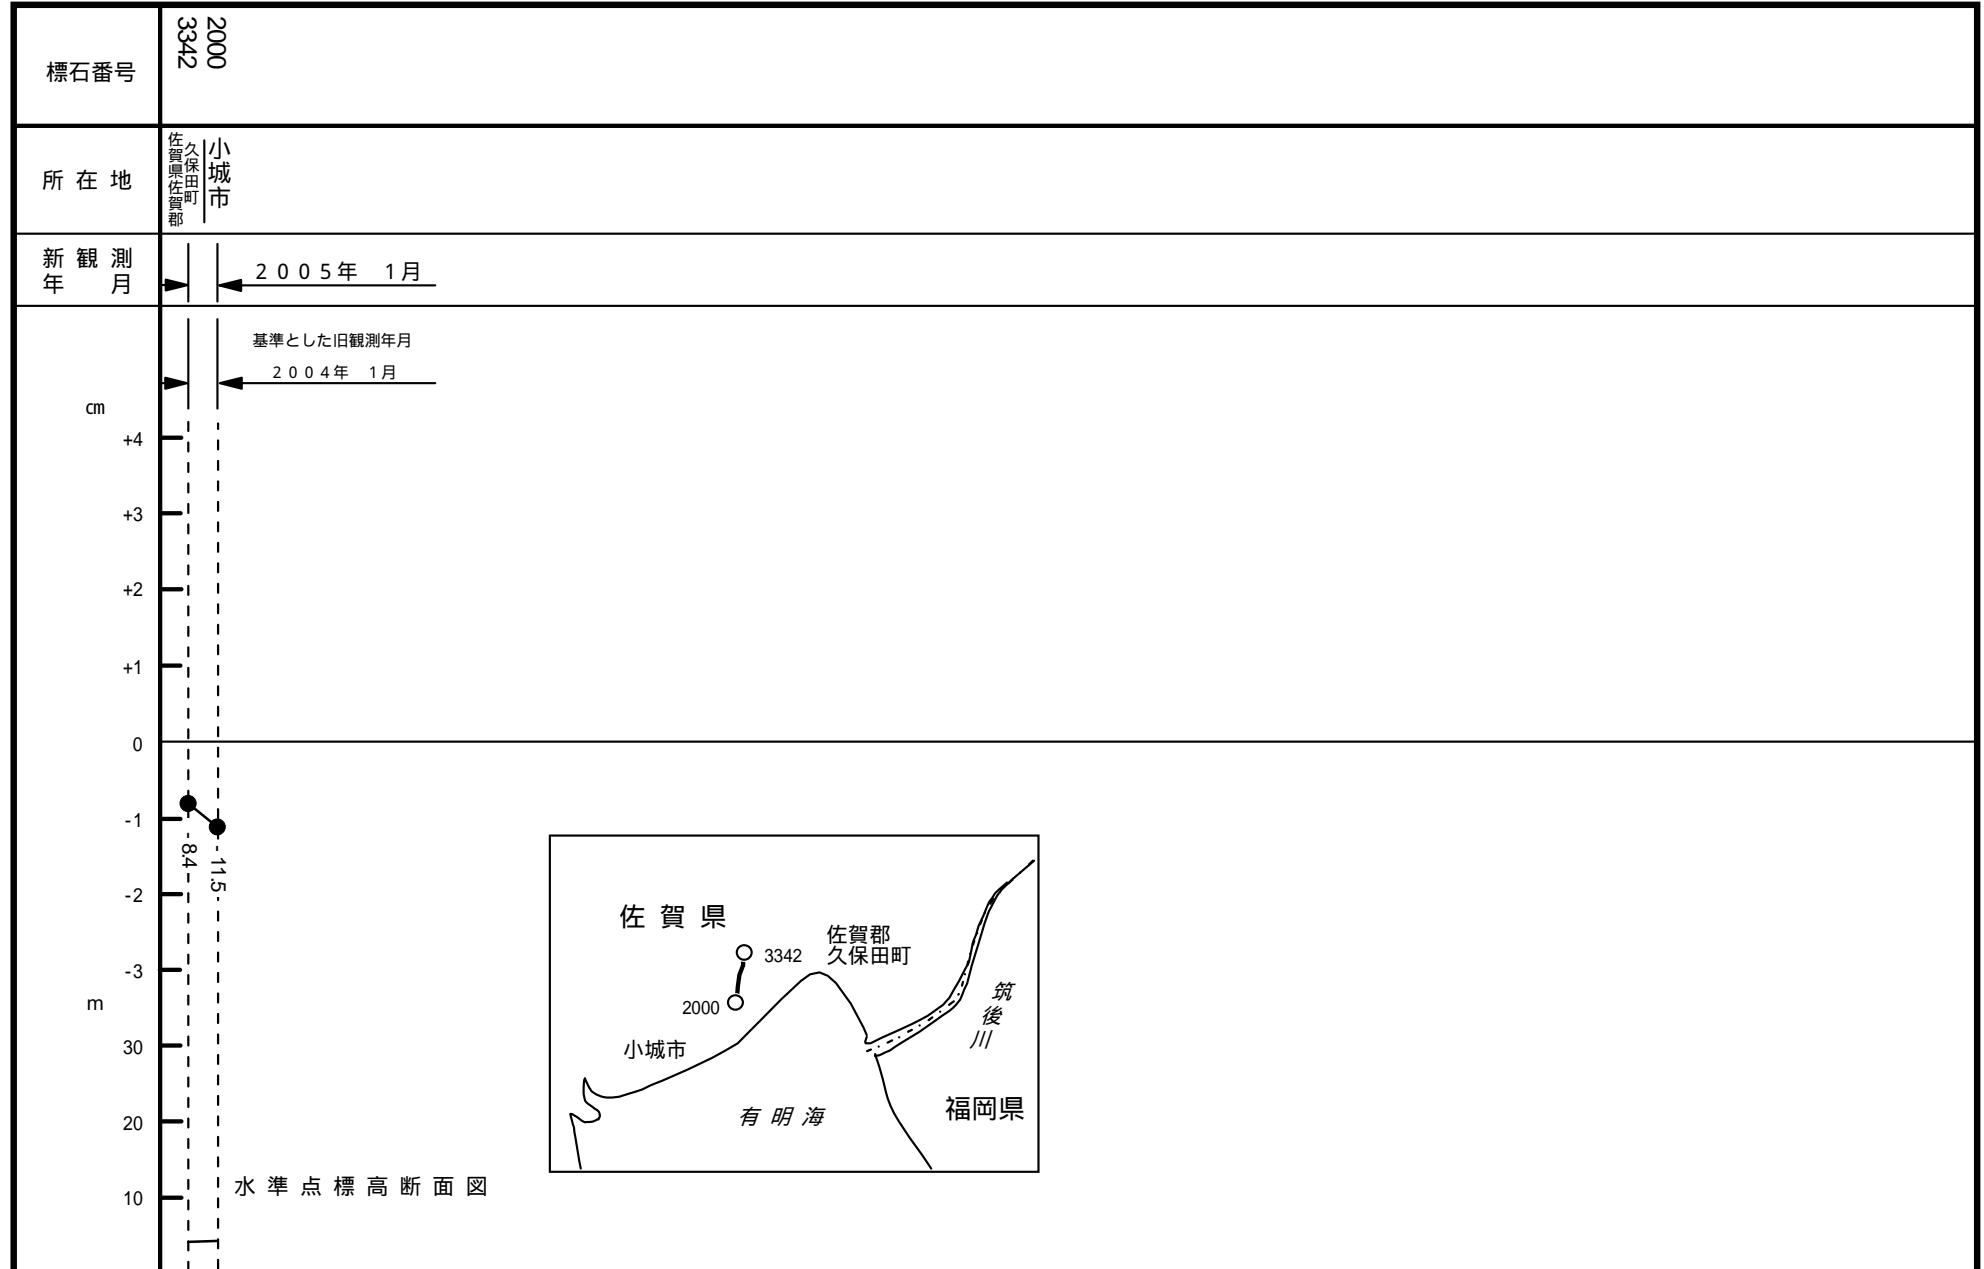 標石番号
3342
2000
所在地
佐賀県佐賀郡
久保田町
小城市
新観測
年 月
2005年 1月
基準とした旧観測年月
2004年 1月
cm
+4
+3
+2
+1
0
-1
8.4
11.5
-2
-3
m
30
20
10
水準点標高断面図
佐賀県
佐賀郡
久保田町
3342
2000
小城市
筑後川
有明海
福岡県